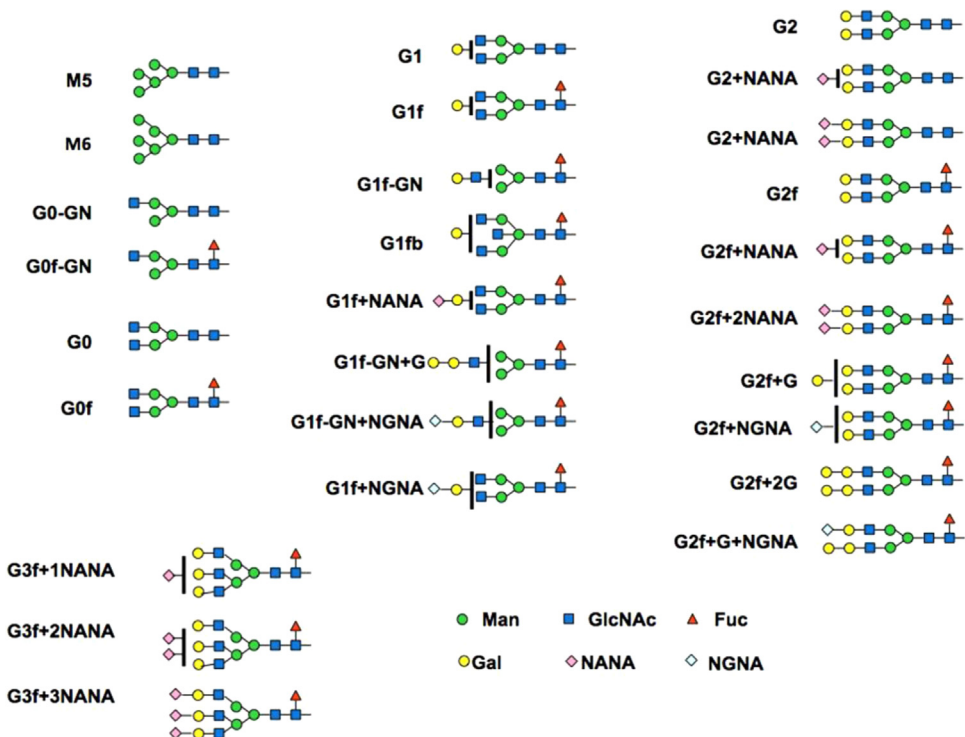 M5
M6
G0-GN
G0f-GN
G0
G0f
G1
G1f
G1f-GN
G1fb
G1f+NANA
G1f-GN+G
G1f-GN+NGNA
G1f+NGNA
G2
G2+NANA
G2+NANA
G2f
G2f+NANA
G2f+2NANA
G2f+G
G2f+NGNA
G2f+2G
G2f+G+NGNA
G3f+1NANA
G3f+2NANA
G3f+3NANA
Man GlcNAc Fuc
Gal NANA NGNA